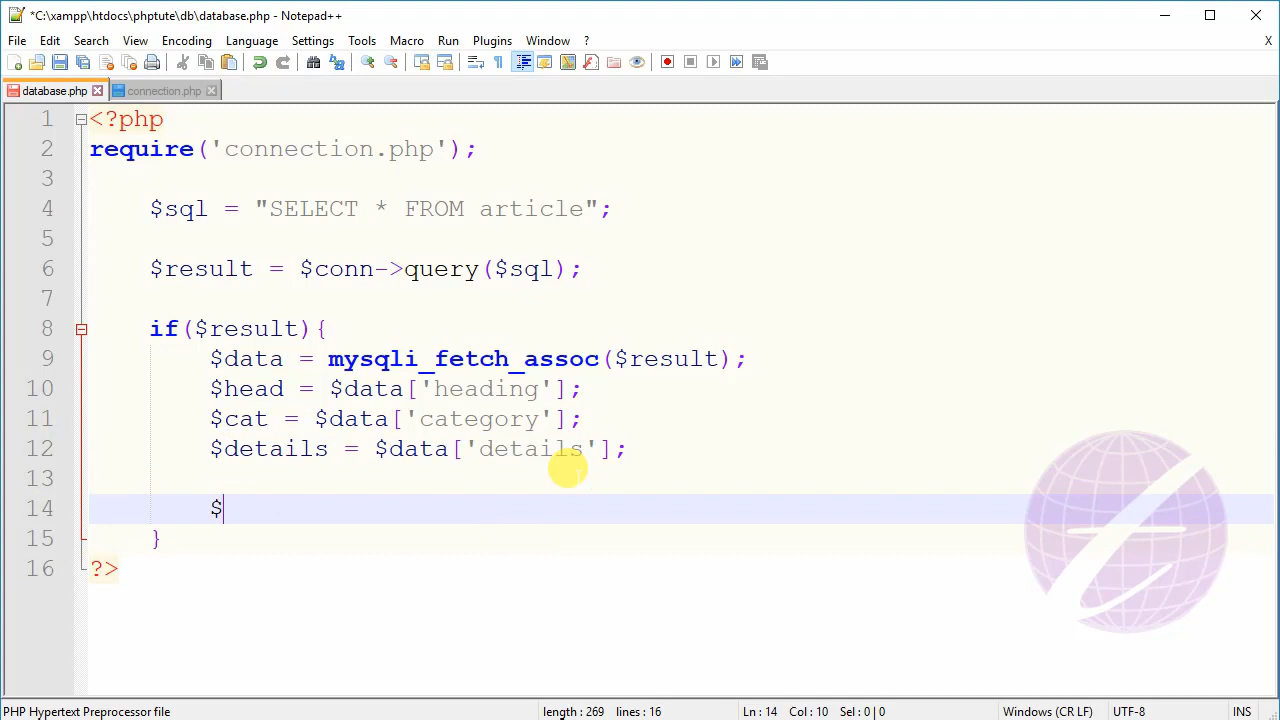 *C:\xampp\htdocs\phptute\db\database.php - Notepad++
File Edit Search View Encoding Language Settings Tools Macro Run Plugins Window ? X
database.php connection.php
1 <?php
2 require('connection.php');
3
4 $sql = "SELECT * FROM article";
5
6 $result = $conn->query($sql);
7
8 if($result){
9 $data = mysqli_fetch_assoc($result);
10 $head = $data['heading'];
11 $cat = $data['category'];
12 $details = $data['details'];
13
14 $
15 }
16 ?>
PHP Hypertext Preprocessor file length : 269 lines : 16 Ln : 14 Col : 10 Sel : 0 | 0 Windows (CR LF) UTF-8 INS